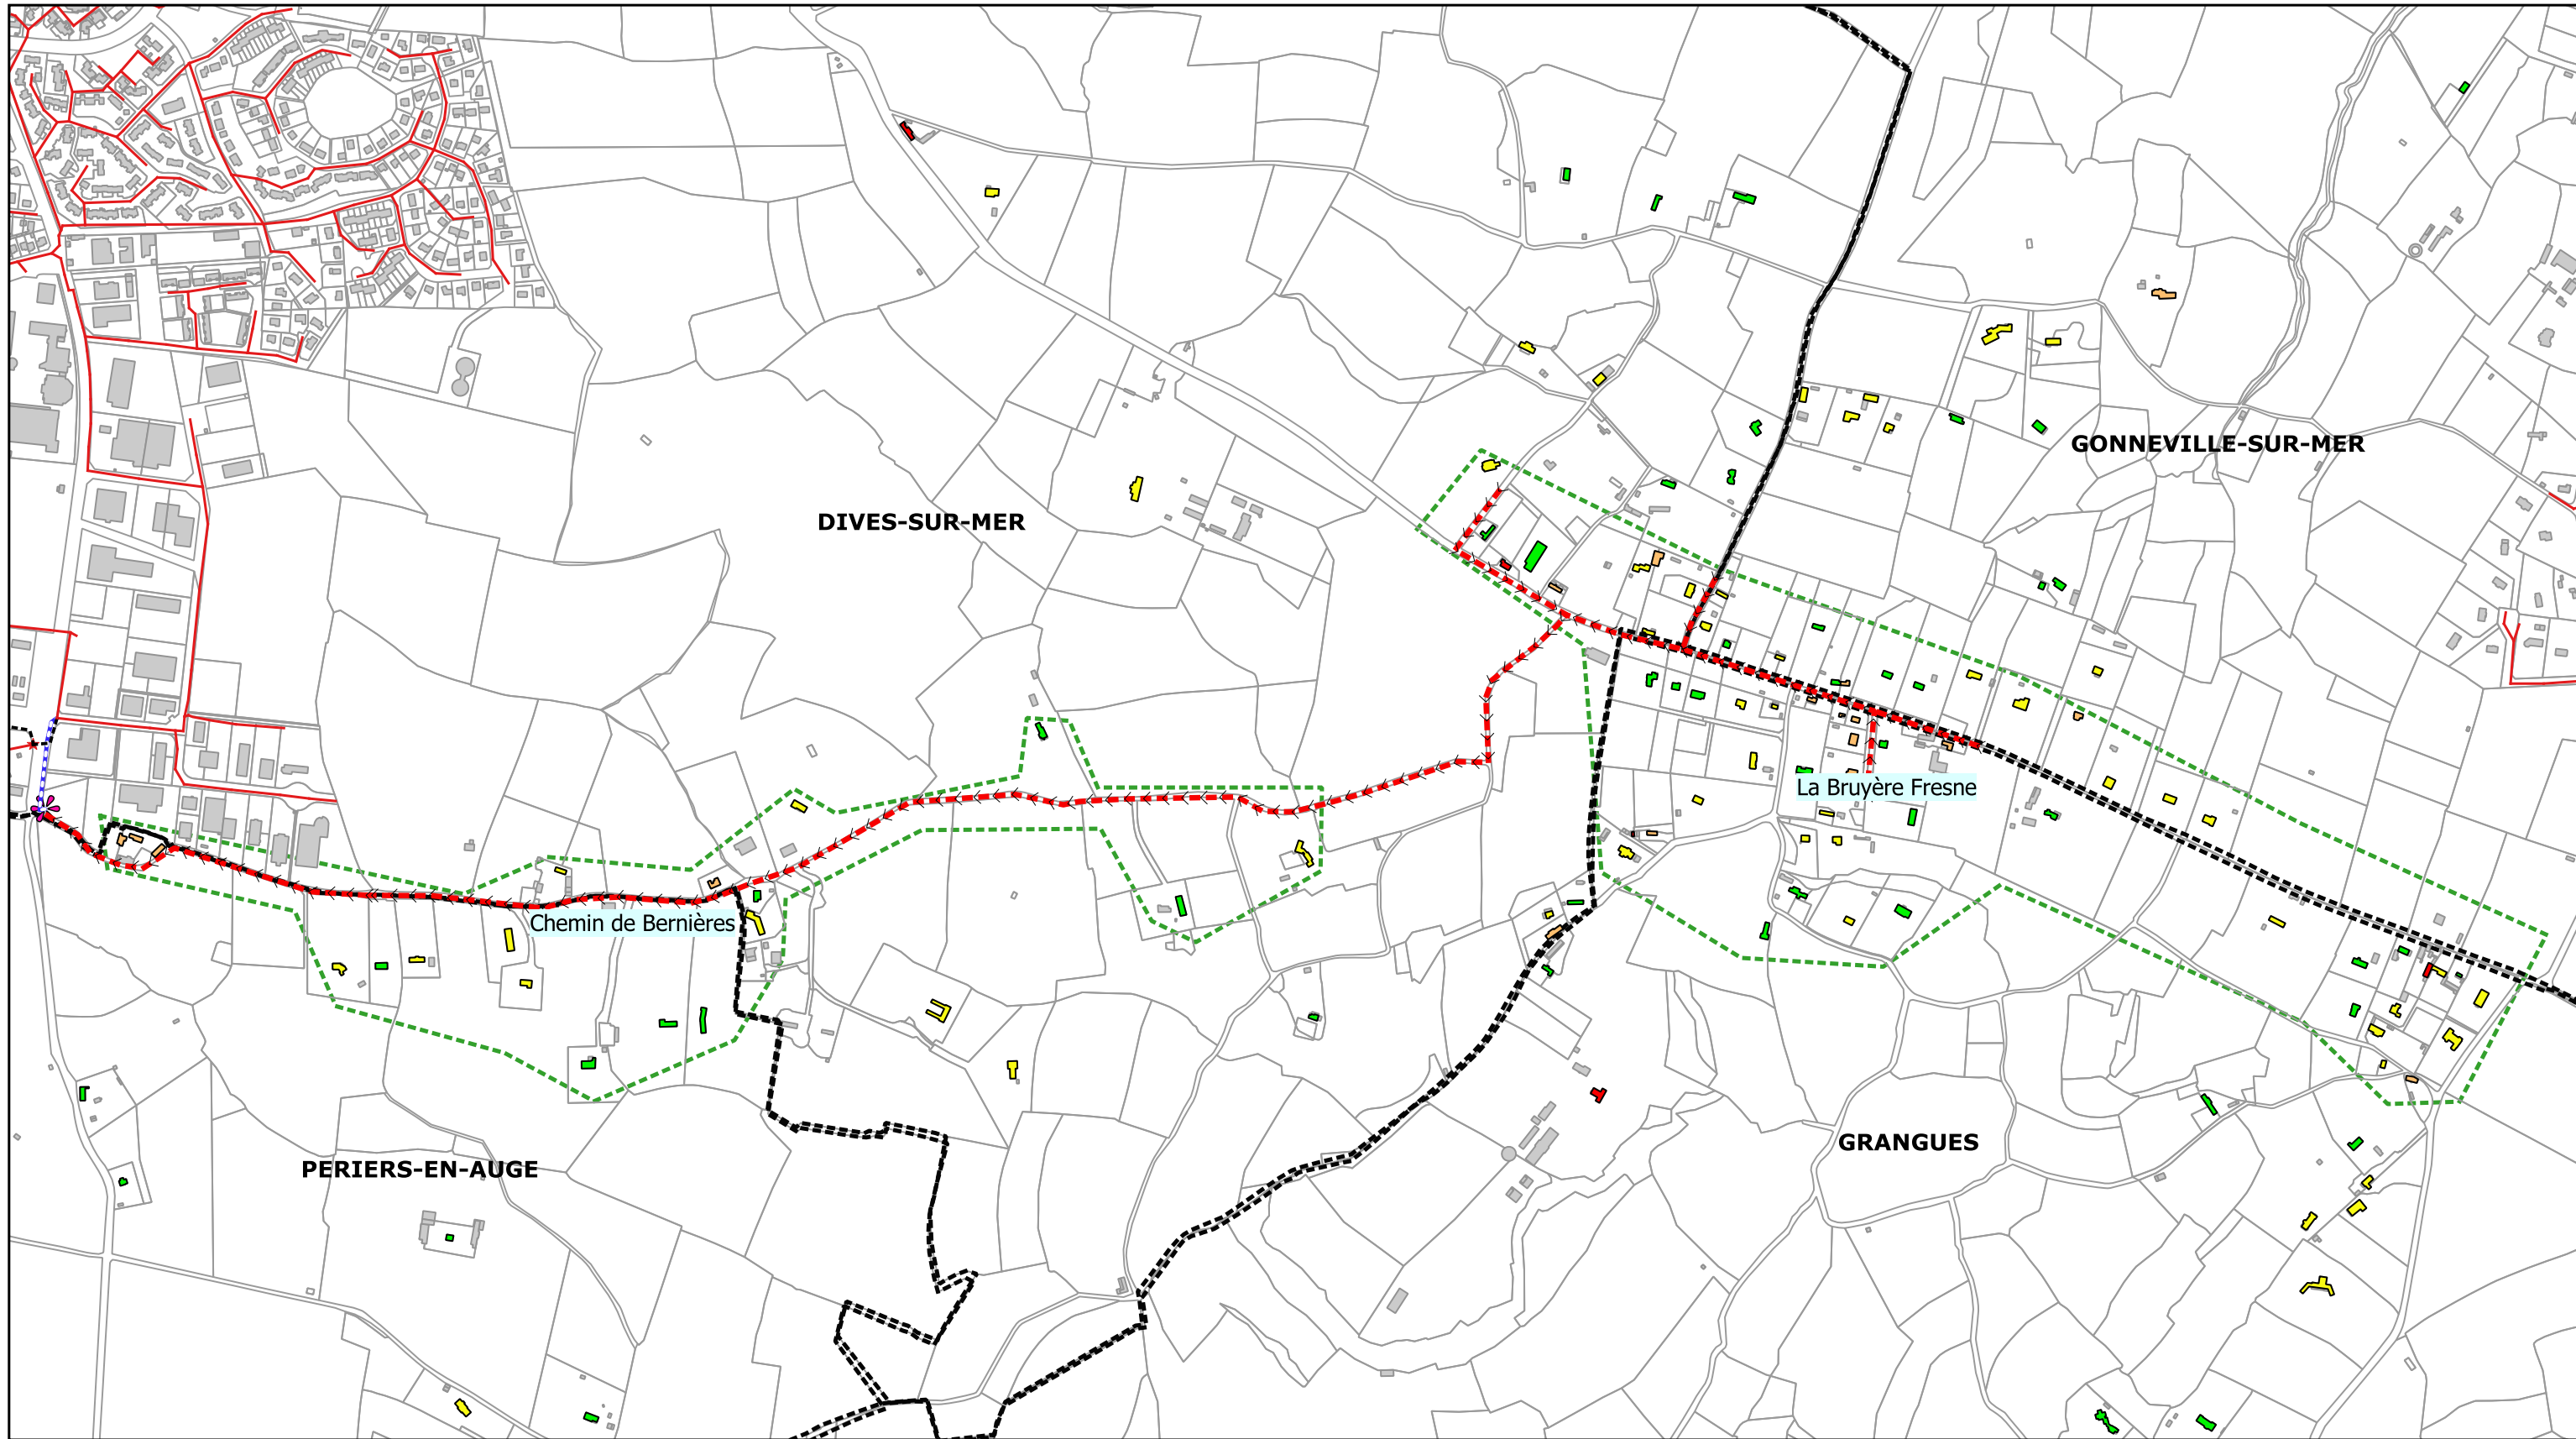 GONNEVILLE-SUR-MER
DIVES-SUR-MER
La Bruyère Fresne
Chemin de Bernières
GRANGUES
PERIERS-EN-AUGE